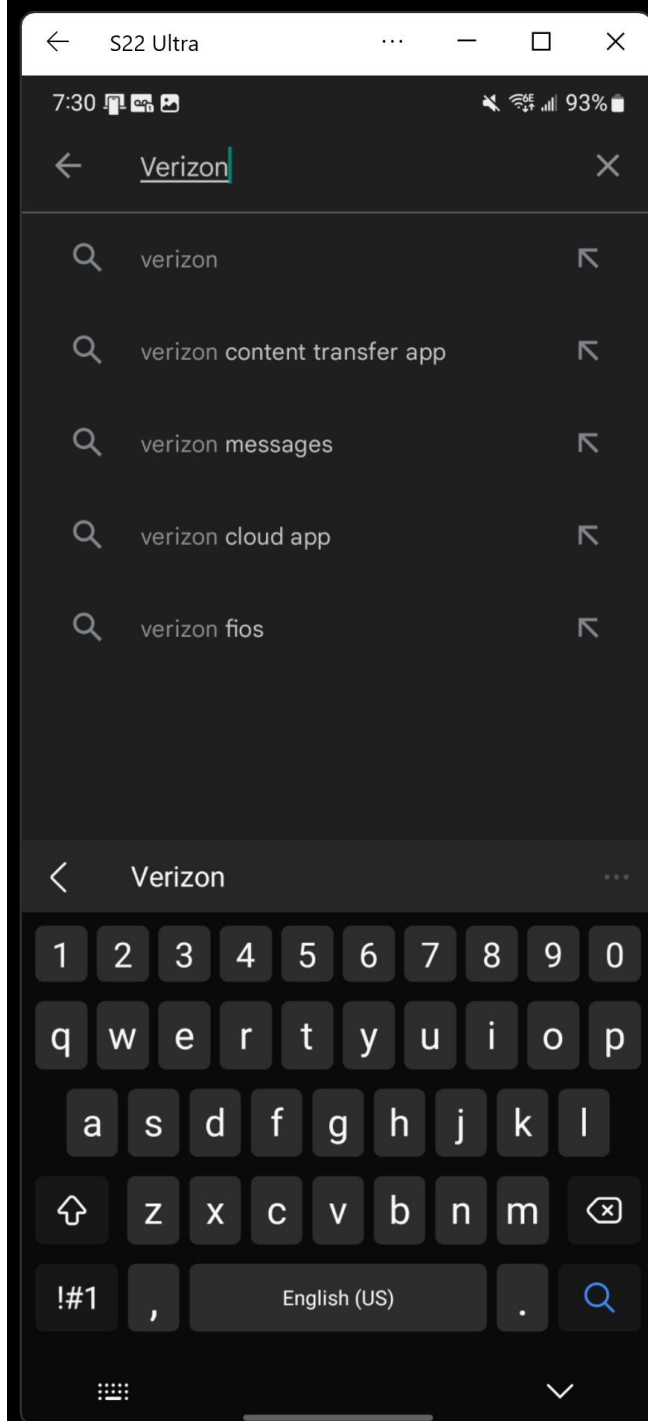 S22 Ultra
7:30 93%
Verizon
verizon
verizon content transfer app
verizon messages
verizon cloud app
verizon fios
Verizon
1 2 3 4 5 6 7 8 9 0
q w e r t y u i o p
a s d f g h j k l
z x c v b n m
!#1 , English (US) .